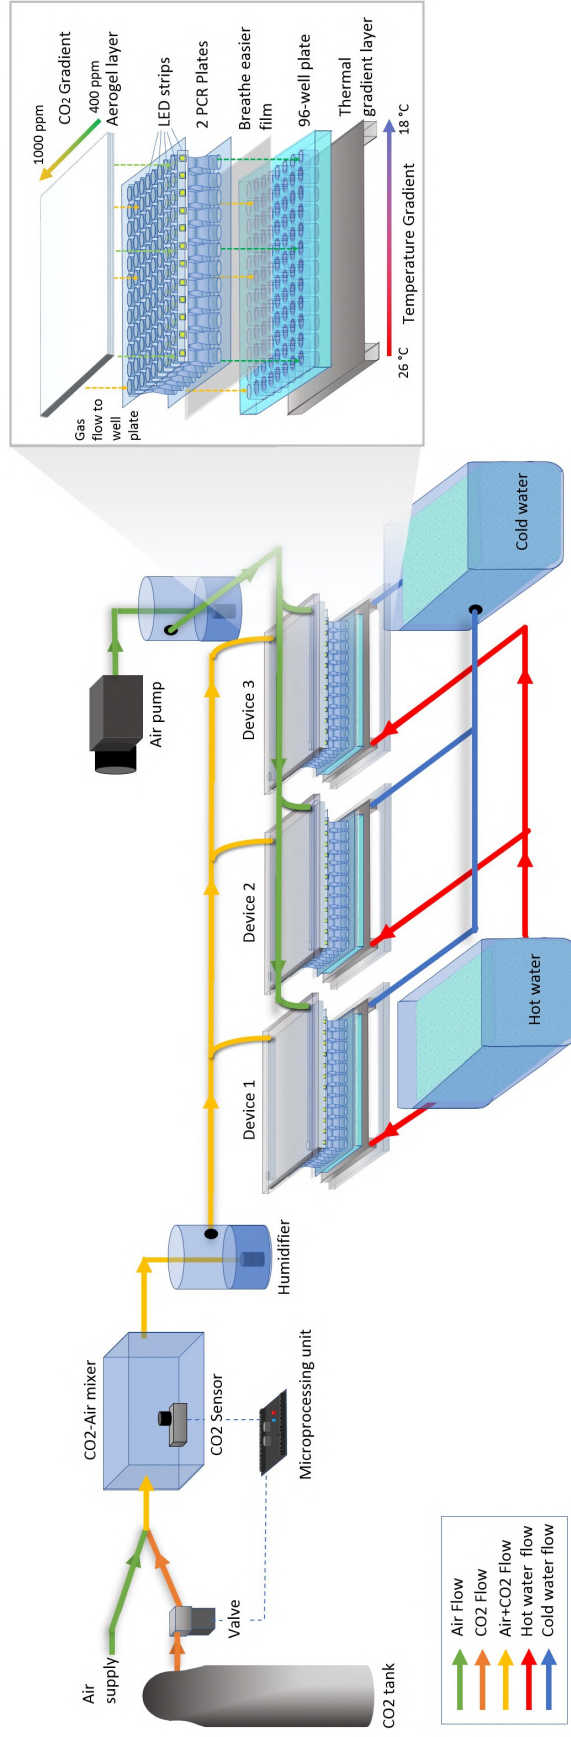 Air
supply
CO2 tank
Valve
CO2-Air mixer
CO2 Sensor
Microprocessing unit
Humidifier
Device 1
Device 2
Device 3
Air pump
Hot water
Cold water
Air Flow
CO2 Flow
Air+CO2 Flow
Hot water flow
Cold water flow
Gas
flow to
well
plate
1000 ppm
400 ppm
CO₂ Gradient
Aerogel layer
LED strips
2 PCR Plates
Breathe easier
film
96-well plate
Thermal
gradient layer
26 °C
18 °C
Temperature Gradient